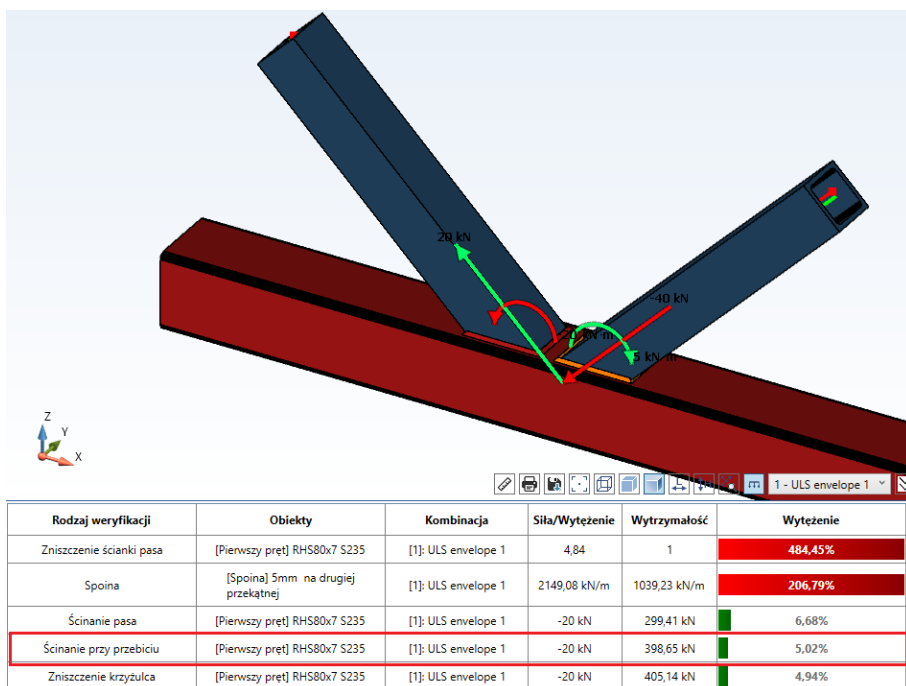 20 kN
-40 kN
5 kN m
Z
Y
X
1 - ULS envelope 1
Rodzaj weryfikacji Obiekty Kombinacja Siła/Wytężenie Wytrzymałość Wytężenie
Zniszczenie ścianki pasa [Pierwszy pręt] RHS80x7 S235 [1]: ULS envelope 1 4,84 1 484,45%
Spoina [Spoina] 5mm na drugiej przekątnej [1]: ULS envelope 1 2149,08 kN/m 1039,23 kN/m 206,79%
Ścinanie pasa [Pierwszy pręt] RHS80x7 S235 [1]: ULS envelope 1 -20 kN 299,41 kN 6,68%
Ścinanie przy przebiciu [Pierwszy pręt] RHS80x7 S235 [1]: ULS envelope 1 -20 kN 398,65 kN 5,02%
Zniszczenie krzyżulca [Pierwszy pręt] RHS80x7 S235 [1]: ULS envelope 1 -20 kN 405,14 kN 4,94%